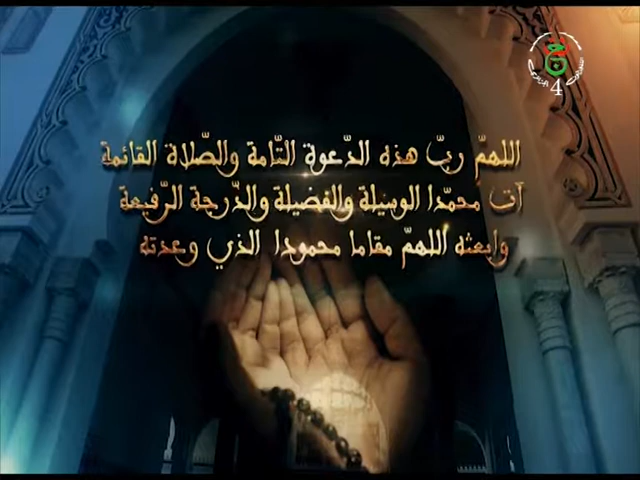 اللهمّ ربّ هذه الدّعوة التّامة والصّلاة القائمة
آت محمّدا الوسيلة والفضيلة والدّرجة الرّفيعة
وابعثه اللهمّ مقاما محمودا الذي وعدته
4